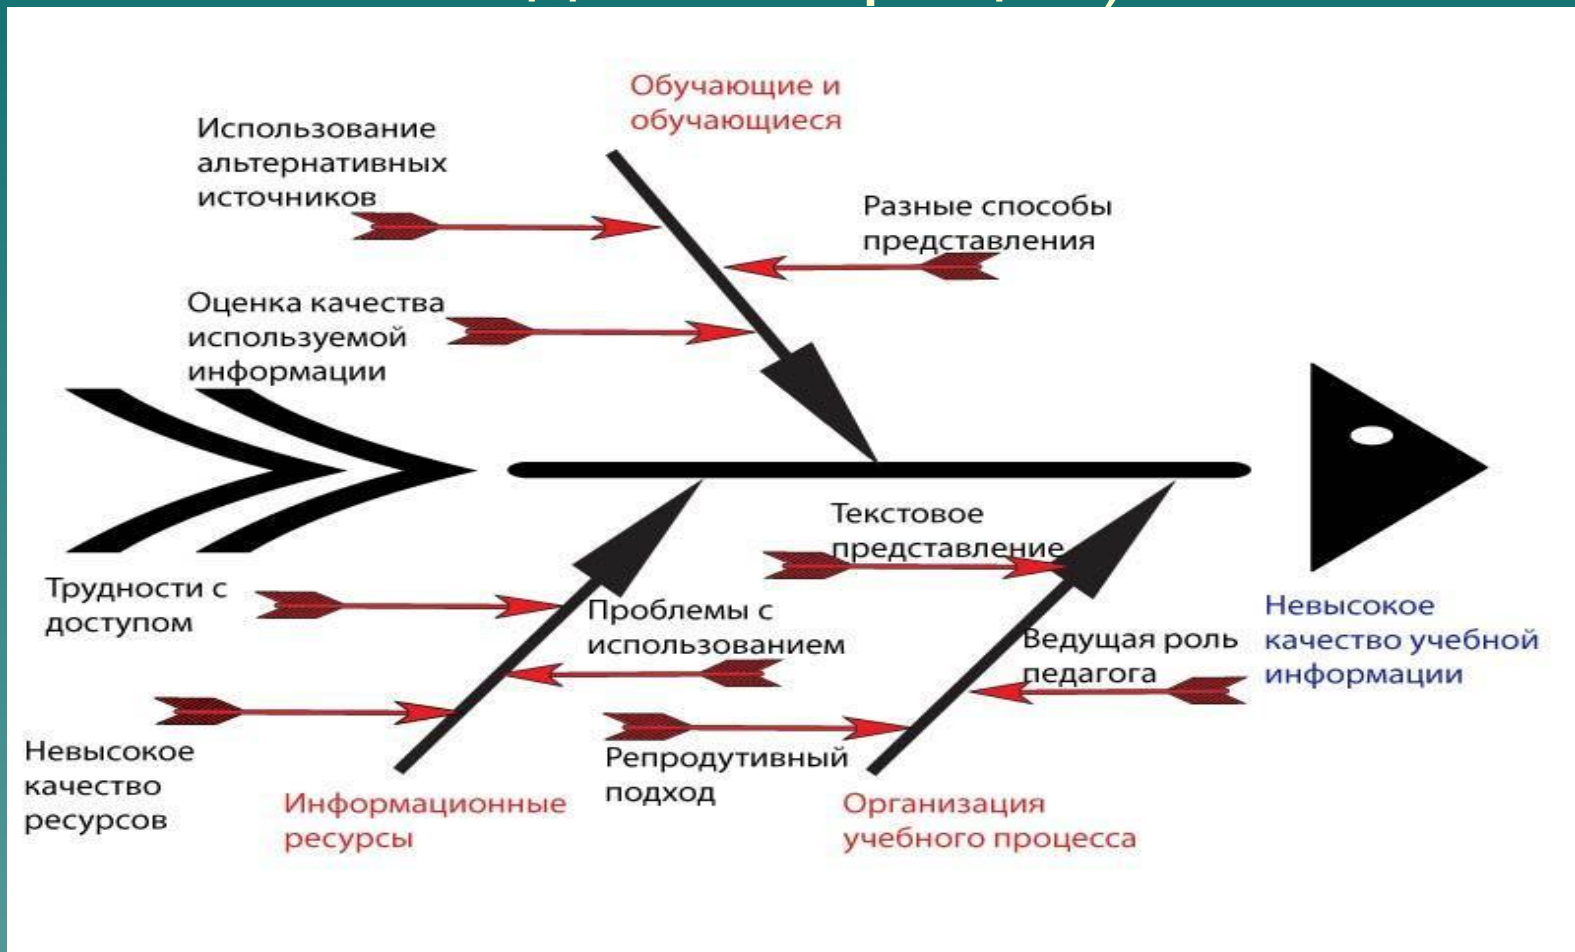 Обучающие и
обучающиеся
Использование
альтернативных
источников
Разные способы
представления
Оценка качества
используемой
информации
Текстовое
представление
Трудности с
доступом
Проблемы с
использованием
Ведущая роль
педагога
Невысокое
качество учебной
информации
Невысокое
качество
ресурсов
Репродутивный
подход
Информационные
ресурсы
Организация
учебного процесса